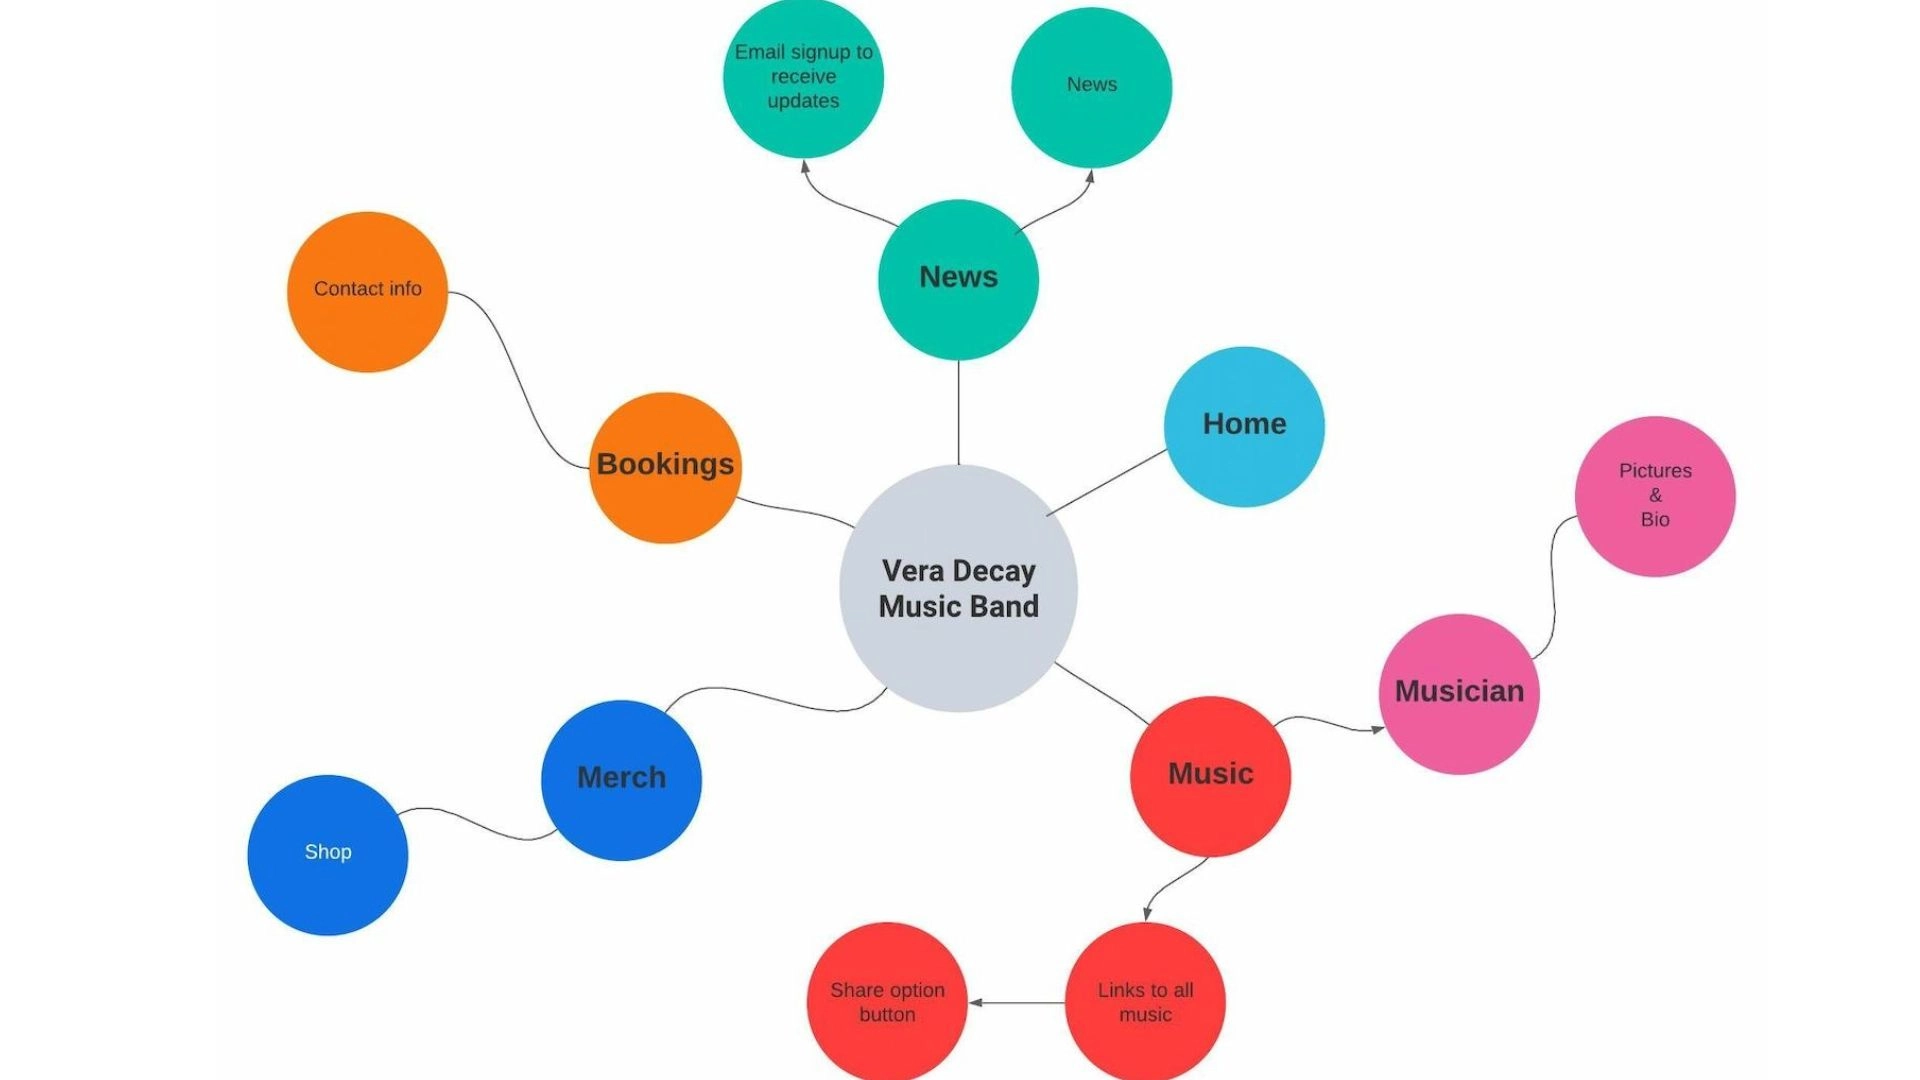 Email signup to
receive
updates
News
News
Contact info
Home
Bookings
Pictures
&
Bio
Vera Decay
Music Band
Musician
Merch
Music
Shop
Share option
button
Links to all
music